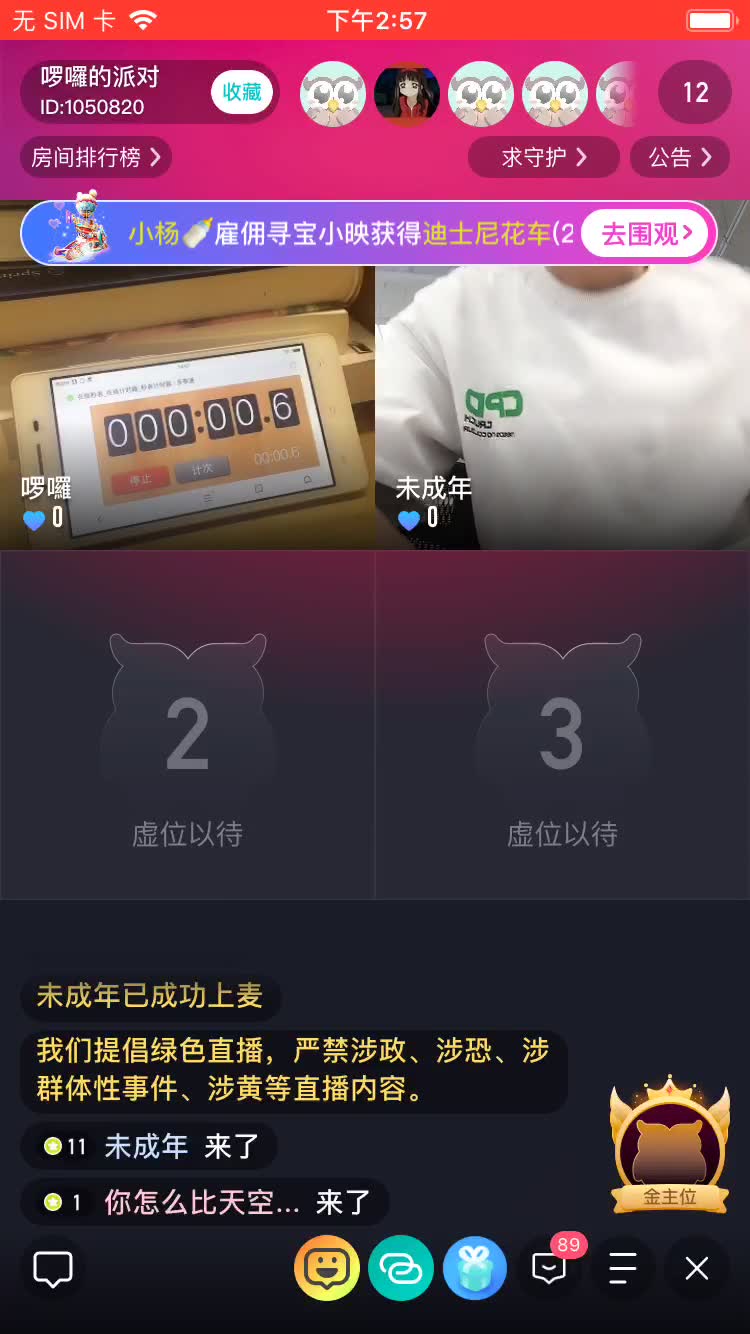 无 SIM 卡
下午2:57
啰囉的派对
ID:1050820
收藏
12
房间排行榜
求守护
公告
小杨🍼雇佣寻宝小映获得迪士尼花车(2
去围观
000:00.6
00:00.6
停止
计次
啰囉
0
CPD
未成年
0
2
3
虚位以待
虚位以待
未成年已成功上麦
我们提倡绿色直播，严禁涉政、涉恐、涉
群体性事件、涉黄等直播内容。
11 未成年 来了
1 你怎么比天空... 来了
金主位
89